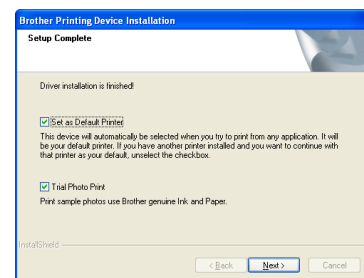 Brother Printing Device Installation
Setup Complete
Driver installation is finished!
Set as Default Printer
This device will automatically be selected when you try to print from any application. It will
be your default printer. If you have another printer installed and you want to continue with
that printer as your default, unselect the checkbox.
Trial Photo Print
Print sample photos use Brother genuine Ink and Paper.
InstallShield
< Back Next > Cancel